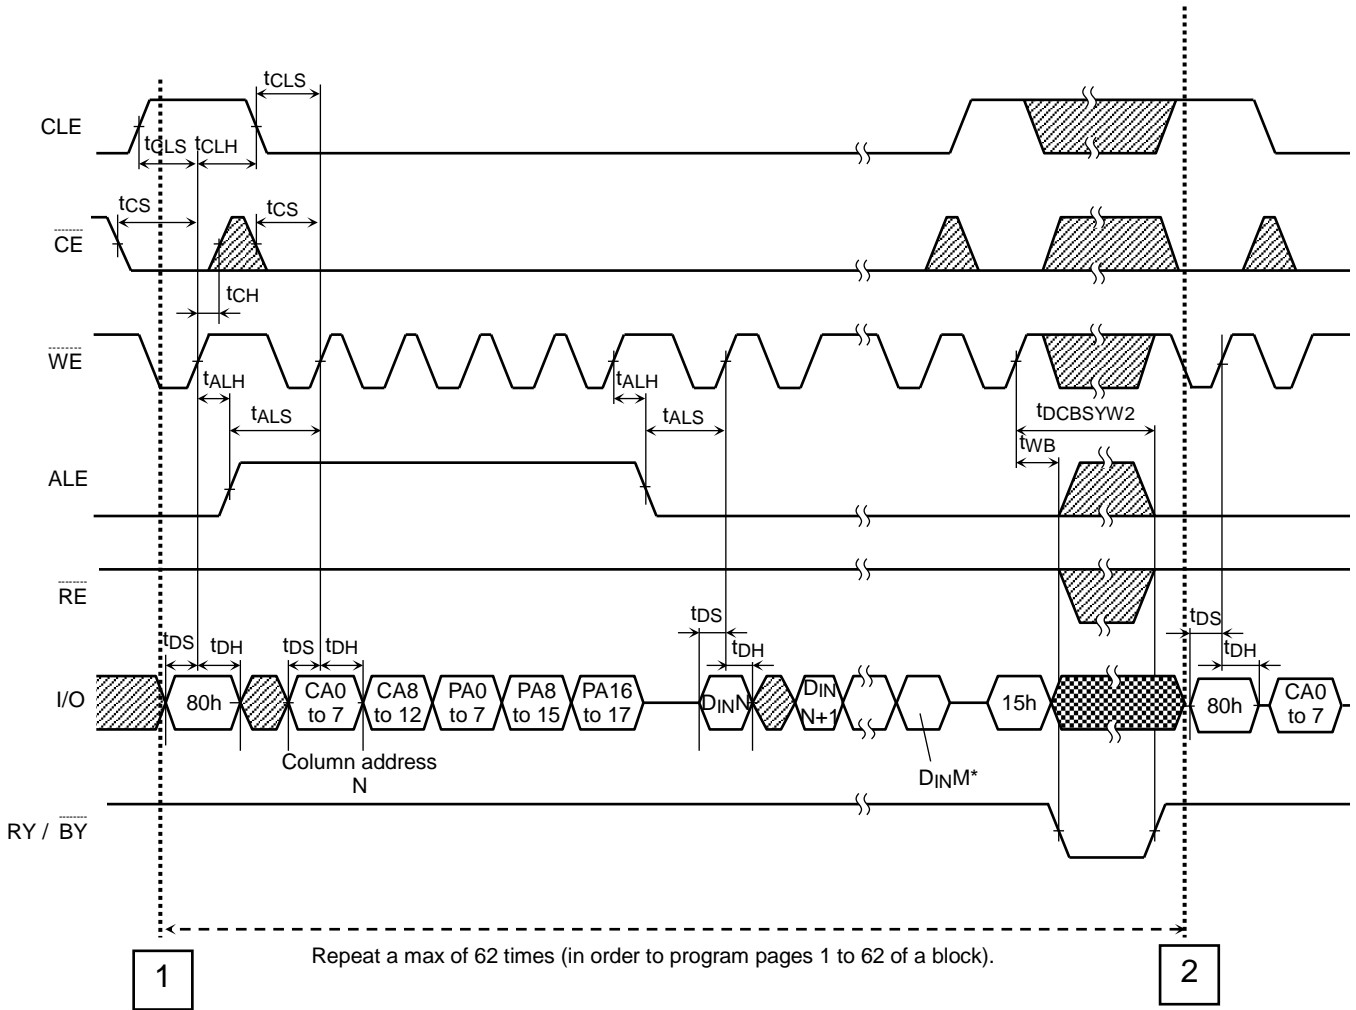 tCLS
CLE
tCLS tCLH
tCS tCS
CE
tCH
WE
tALH tALH
tALS tALS tDCBSYW2
tWB
ALE
RE
tDS tDH tDS tDH tDS tDH tDS tDH
I/O 80h CA0 to 7 CA8 to 12 PA0 to 7 PA8 to 15 PA16 to 17 DINN DIN N+1 15h 80h CA0 to 7
Column address
N
DINM*
RY / BY
Repeat a max of 62 times (in order to program pages 1 to 62 of a block).
1 2